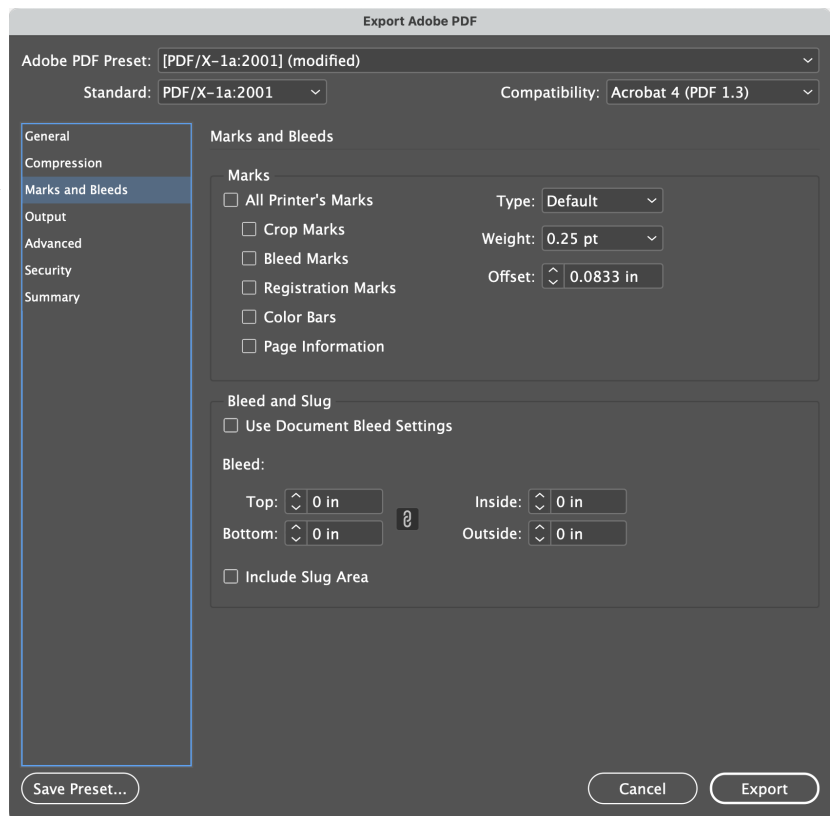 Export Adobe PDF
Adobe PDF Preset: [PDF/X-1a:2001] (modified)
Standard: PDF/X-1a:2001 Compatibility: Acrobat 4 (PDF 1.3)
General
Compression
Marks and Bleeds
Output
Advanced
Security
Summary
Marks and Bleeds
Marks
All Printer's Marks
Crop Marks
Bleed Marks
Registration Marks
Color Bars
Page Information
Type: Default
Weight: 0.25 pt
Offset: 0.0833 in
Bleed and Slug
Use Document Bleed Settings
Bleed:
Top: 0 in Inside: 0 in
Bottom: 0 in Outside: 0 in
Include Slug Area
Save Preset... Cancel Export